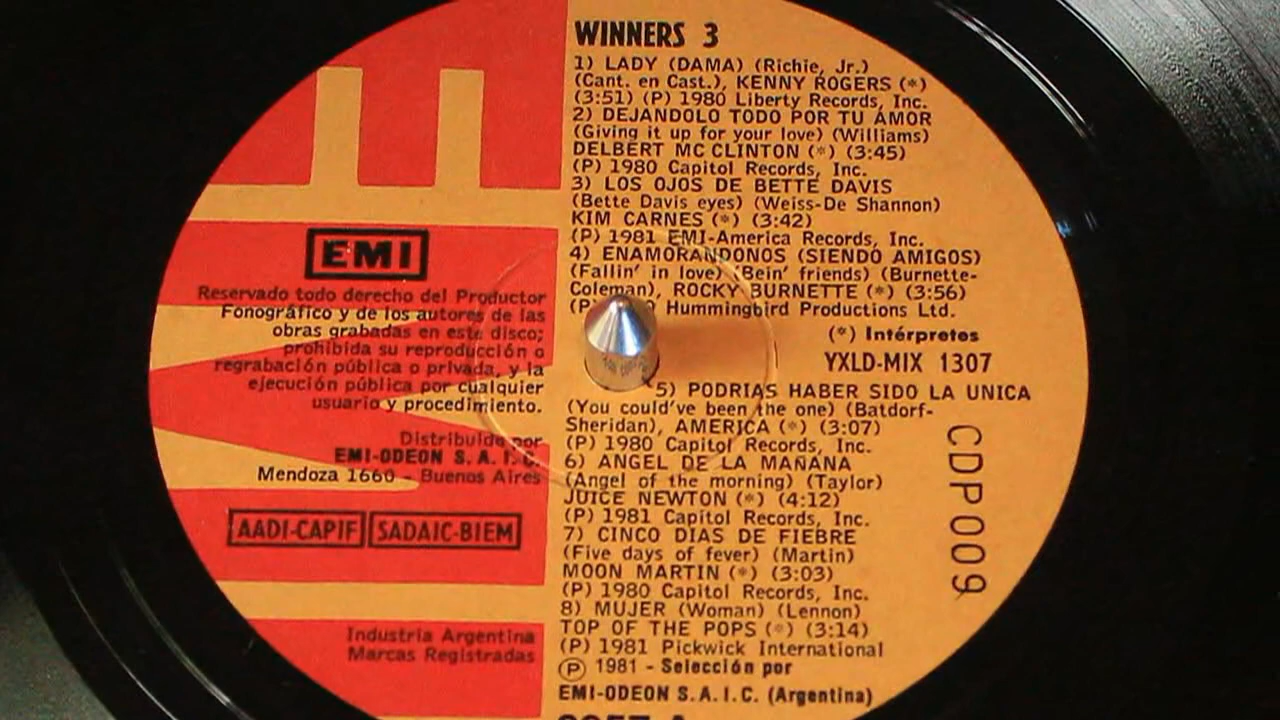 WINNERS 3
1) LADY (DAMA) (Richie, Jr.)
(Cant. en Cast.), KENNY ROGERS (*)
(3:51) (P) 1980 Liberty Records, Inc.
2) DEJANDOLO TODO POR TU AMOR
(Giving it up for your love) (Williams)
DELBERT MC CLINTON (*) (3:45)
(P) 1980 Capitol Records, Inc.
3) LOS OJOS DE BETTE DAVIS
(Bette Davis eyes) (Weiss-De Shannon)
KIM CARNES (*) (3:42)
(P) 1981 EMI-America Records, Inc.
4) ENAMORANDONOS (SIENDO AMIGOS)
(Fallin' in love) (Bein' friends) (Burnette-
Coleman), ROCKY BURNETTE (*) (3:56)
Hummingbird Productions Ltd.
(*) Intérpretes
YXLD-MIX 1307
5) PODRIAS HABER SIDO LA UNICA
(You could've been the one) (Batdorf-
Sheridan), AMERICA (*) (3:07)
(P) 1980 Capitol Records, Inc.
6) ANGEL DE LA MAÑANA
(Angel of the morning) (Taylor)
JUICE NEWTON (*) (4:12)
(P) 1981 Capitol Records, Inc.
7) CINCO DIAS DE FIEBRE
(Five days of fever) (Martin)
MOON MARTIN (*) (3:03)
(P) 1980 Capitol Records, Inc.
8) MUJER (Woman) (Lennon)
TOP OF THE POPS (*) (3:14)
(P) 1981 Pickwick International
Ⓟ 1981 - Selección por
EMI-ODEON S.A.I.C. (Argentina)
CDP009
EMI
Reservado todo derecho del Productor
Fonográfico y de los autores de las
obras grabadas en este disco;
prohibida su reproducción o
regrabación pública o privada, y la
ejecución pública por cualquier
usuario y procedimiento.
Distribuido por
EMI-ODEON S.A.I.C.
Mendoza 1660 - Buenos Aires
AADI-CAPIF SADAIC-BIEM
Industria Argentina
Marcas Registradas